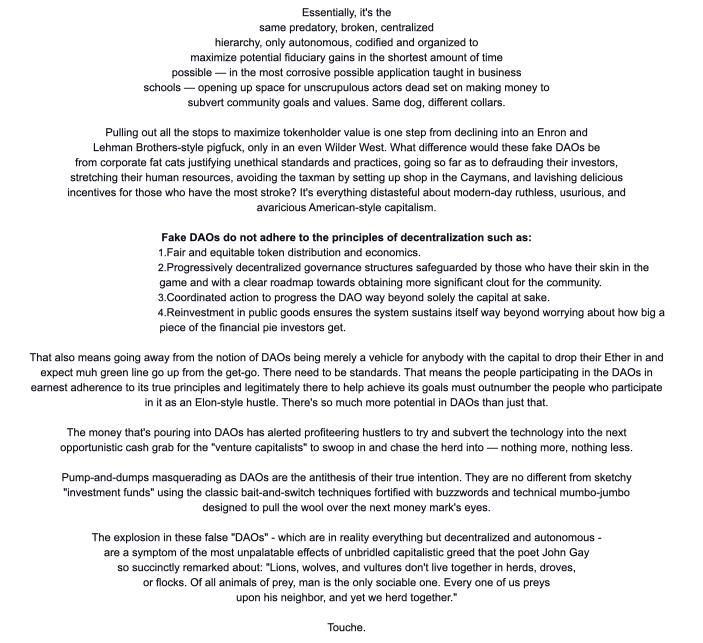 Essentially, it's the
same predatory, broken, centralized
hierarchy, only autonomous, codified and organized to
maximize potential fiduciary gains in the shortest amount of time
possible — in the most corrosive possible application taught in business
schools — opening up space for unscrupulous actors dead set on making money to
subvert community goals and values. Same dog, different collars.
Pulling out all the stops to maximize tokenholder value is one step from declining into an Enron and
Lehman Brothers-style pigfuck, only in an even Wilder West. What difference would these fake DAOs be
from corporate fat cats justifying unethical standards and practices, going so far as to defrauding their investors,
stretching their human resources, avoiding the taxman by setting up shop in the Caymans, and lavishing delicious
incentives for those who have the most stroke? It's everything distasteful about modern-day ruthless, usurious, and
avaricious American-style capitalism.
Fake DAOs do not adhere to the principles of decentralization such as:
1.Fair and equitable token distribution and economics.
2.Progressively decentralized governance structures safeguarded by those who have their skin in the
game and with a clear roadmap towards obtaining more significant clout for the community.
3.Coordinated action to progress the DAO way beyond solely the capital at sake.
4.Reinvestment in public goods ensures the system sustains itself way beyond worrying about how big a
piece of the financial pie investors get.
That also means going away from the notion of DAOs being merely a vehicle for anybody with the capital to drop their Ether in and
expect muh green line go up from the get-go. There need to be standards. That means the people participating in the DAOs in
earnest adherence to its true principles and legitimately there to help achieve its goals must outnumber the people who participate
in it as an Elon-style hustle. There's so much more potential in DAOs than just that.
The money that's pouring into DAOs has alerted profiteering hustlers to try and subvert the technology into the next
opportunistic cash grab for the "venture capitalists" to swoop in and chase the herd into — nothing more, nothing less.
Pump-and-dumps masquerading as DAOs are the antithesis of their true intention. They are no different from sketchy
"investment funds" using the classic bait-and-switch techniques fortified with buzzwords and technical mumbo-jumbo
designed to pull the wool over the next money mark's eyes.
The explosion in these false "DAOs" - which are in reality everything but decentralized and autonomous -
are a symptom of the most unpalatable effects of unbridled capitalistic greed that the poet John Gay
so succinctly remarked about: "Lions, wolves, and vultures don't live together in herds, droves,
or flocks. Of all animals of prey, man is the only sociable one. Every one of us preys
upon his neighbor, and yet we herd together."
Touche.